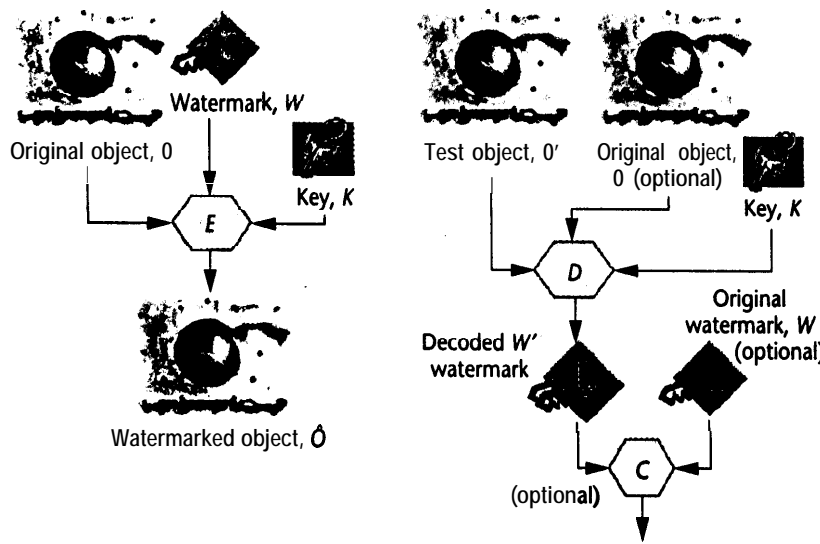 Watermark, W
Original object, 0
Key, K
E
Watermarked object, Ô
Test object, 0'
Original object,
0 (optional)
Key, K
D
Decoded W'
watermark
Original
watermark, W
(optional)
C
(optional)